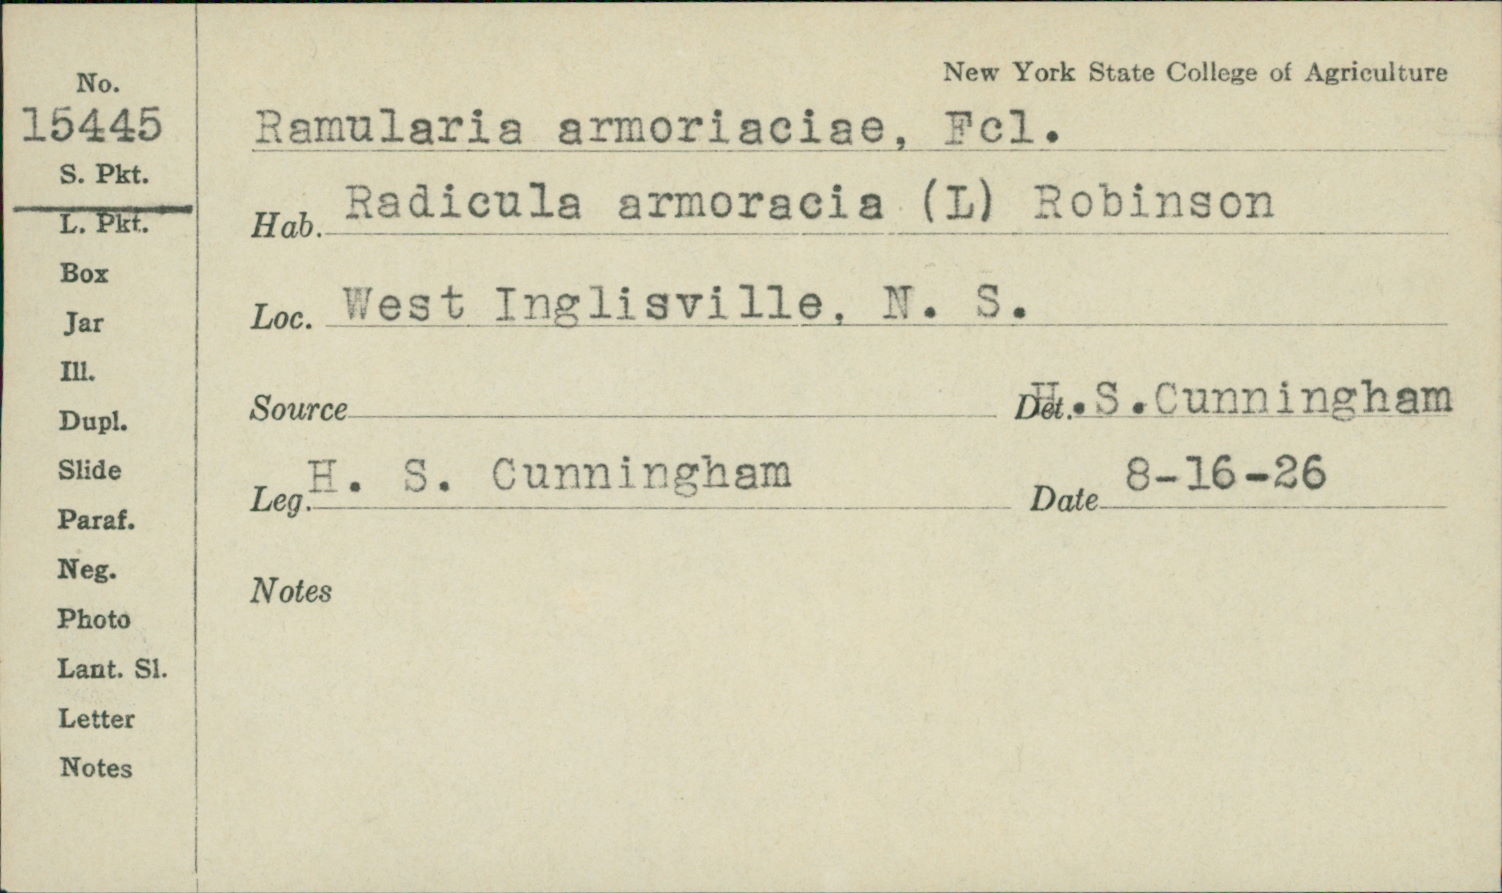 New York State College of Agriculture
No.
15445
S. Pkt.
L. Pkt.
Box
Jar
Ill.
Dupl.
Slide
Paraf.
Neg.
Photo
Lant. Sl.
Letter
Notes
Ramularia armoriaciae, Fcl.
Hab. Radicula armoracia (L) Robinson
Loc. West Inglisville, N. S.
Source
Det. H.S.Cunningham
Leg. H. S. Cunningham
Date 8-16-26
Notes